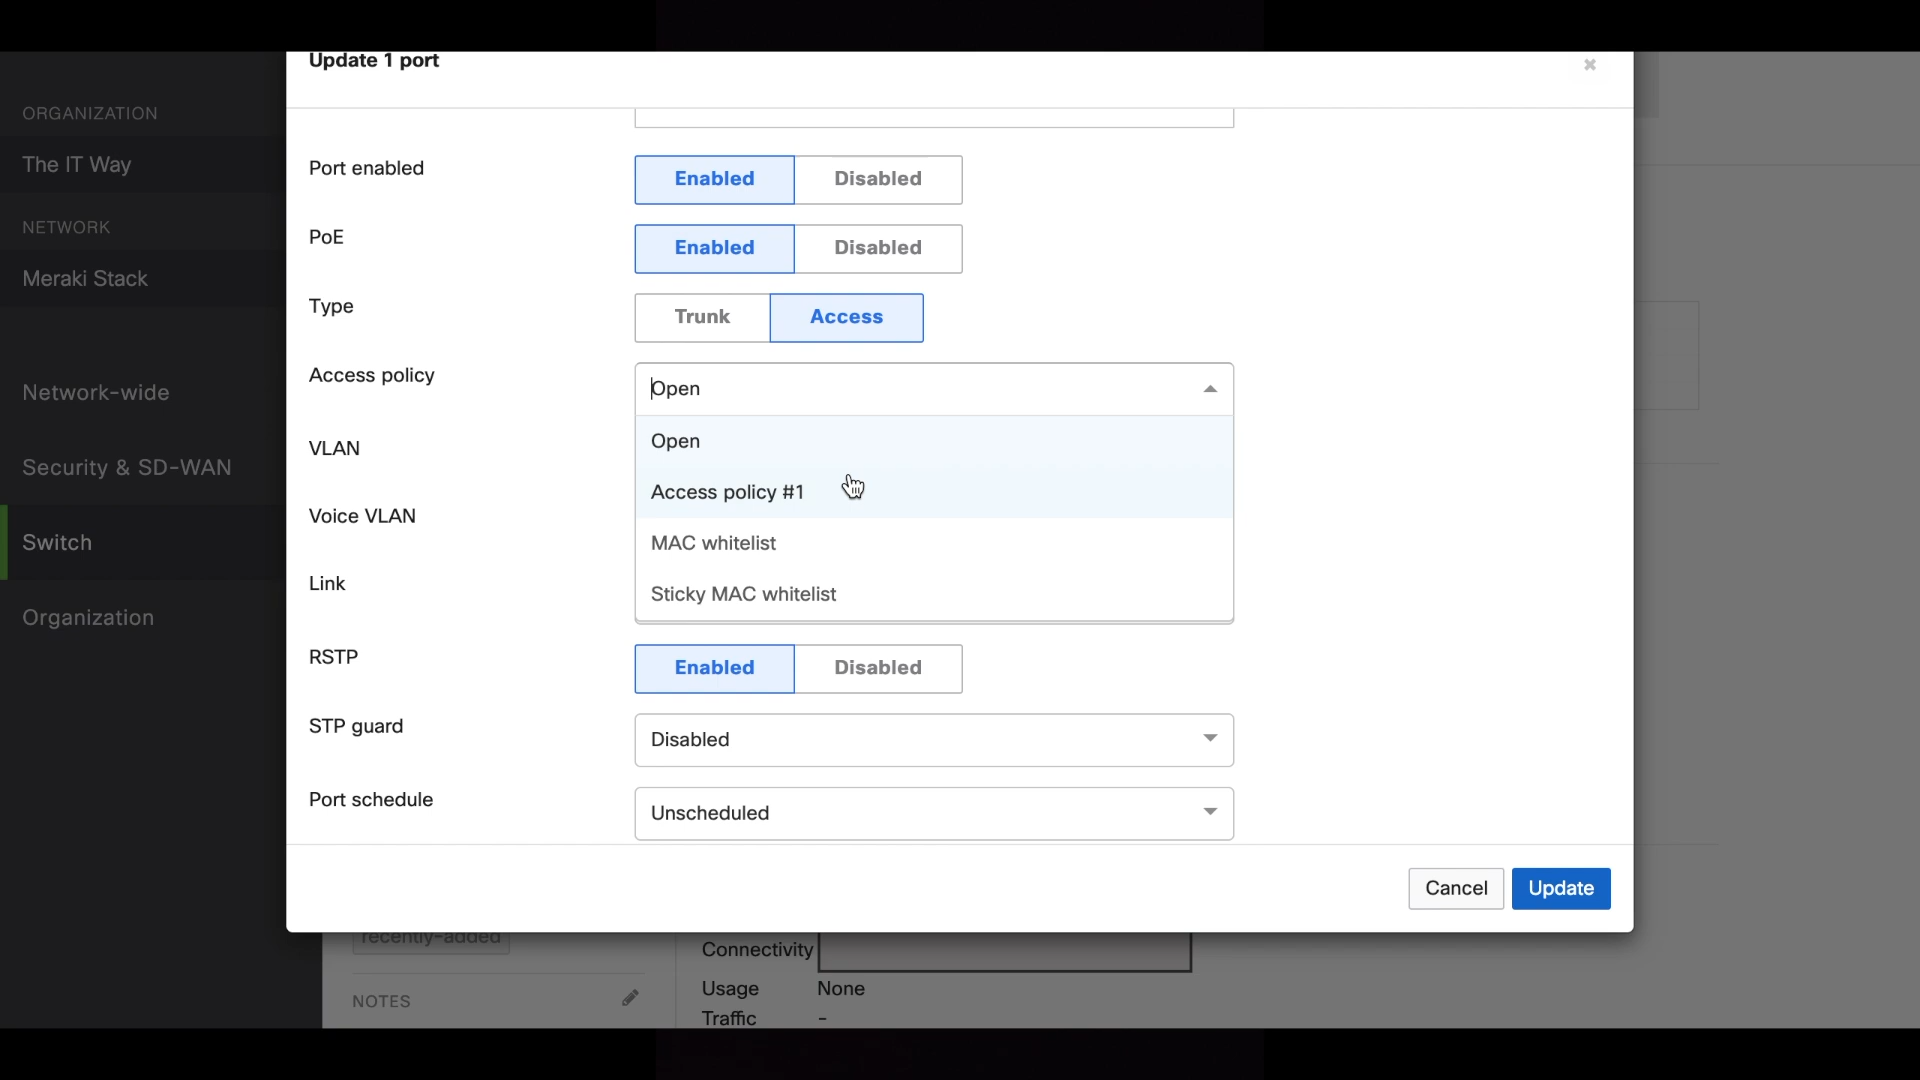 Update 1 port
ORGANIZATION
The IT Way
NETWORK
Meraki Stack
Network-wide
Security & SD-WAN
Switch
Organization
Port enabled
Enabled
Disabled
PoE
Enabled
Disabled
Type
Trunk
Access
Access policy
Open
Open
Access policy #1
MAC whitelist
Sticky MAC whitelist
VLAN
Voice VLAN
Link
RSTP
Enabled
Disabled
STP guard
Disabled
Port schedule
Unscheduled
Cancel
Update
recently-added
NOTES
Connectivity
Usage
None
Traffic
-